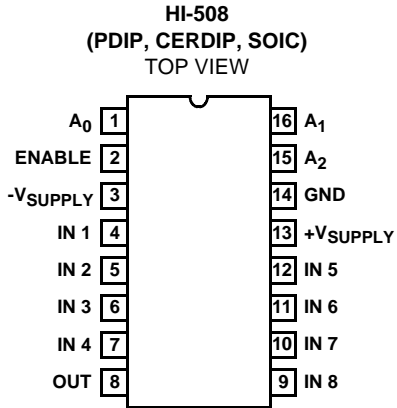 HI-508
(PDIP, CERDIP, SOIC)
TOP VIEW
A0 1 16 A1
ENABLE 2 15 A2
-VSUPPLY 3 14 GND
IN 1 4 13 +VSUPPLY
IN 2 5 12 IN 5
IN 3 6 11 IN 6
IN 4 7 10 IN 7
OUT 8 9 IN 8